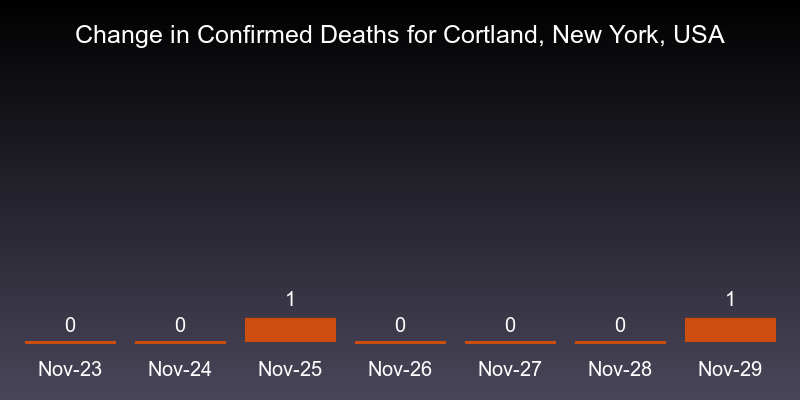 Change in Confirmed Deaths for Cortland, New York, USA
1 1
0 0 0 0 0
Nov-23 Nov-24 Nov-25 Nov-26 Nov-27 Nov-28 Nov-29